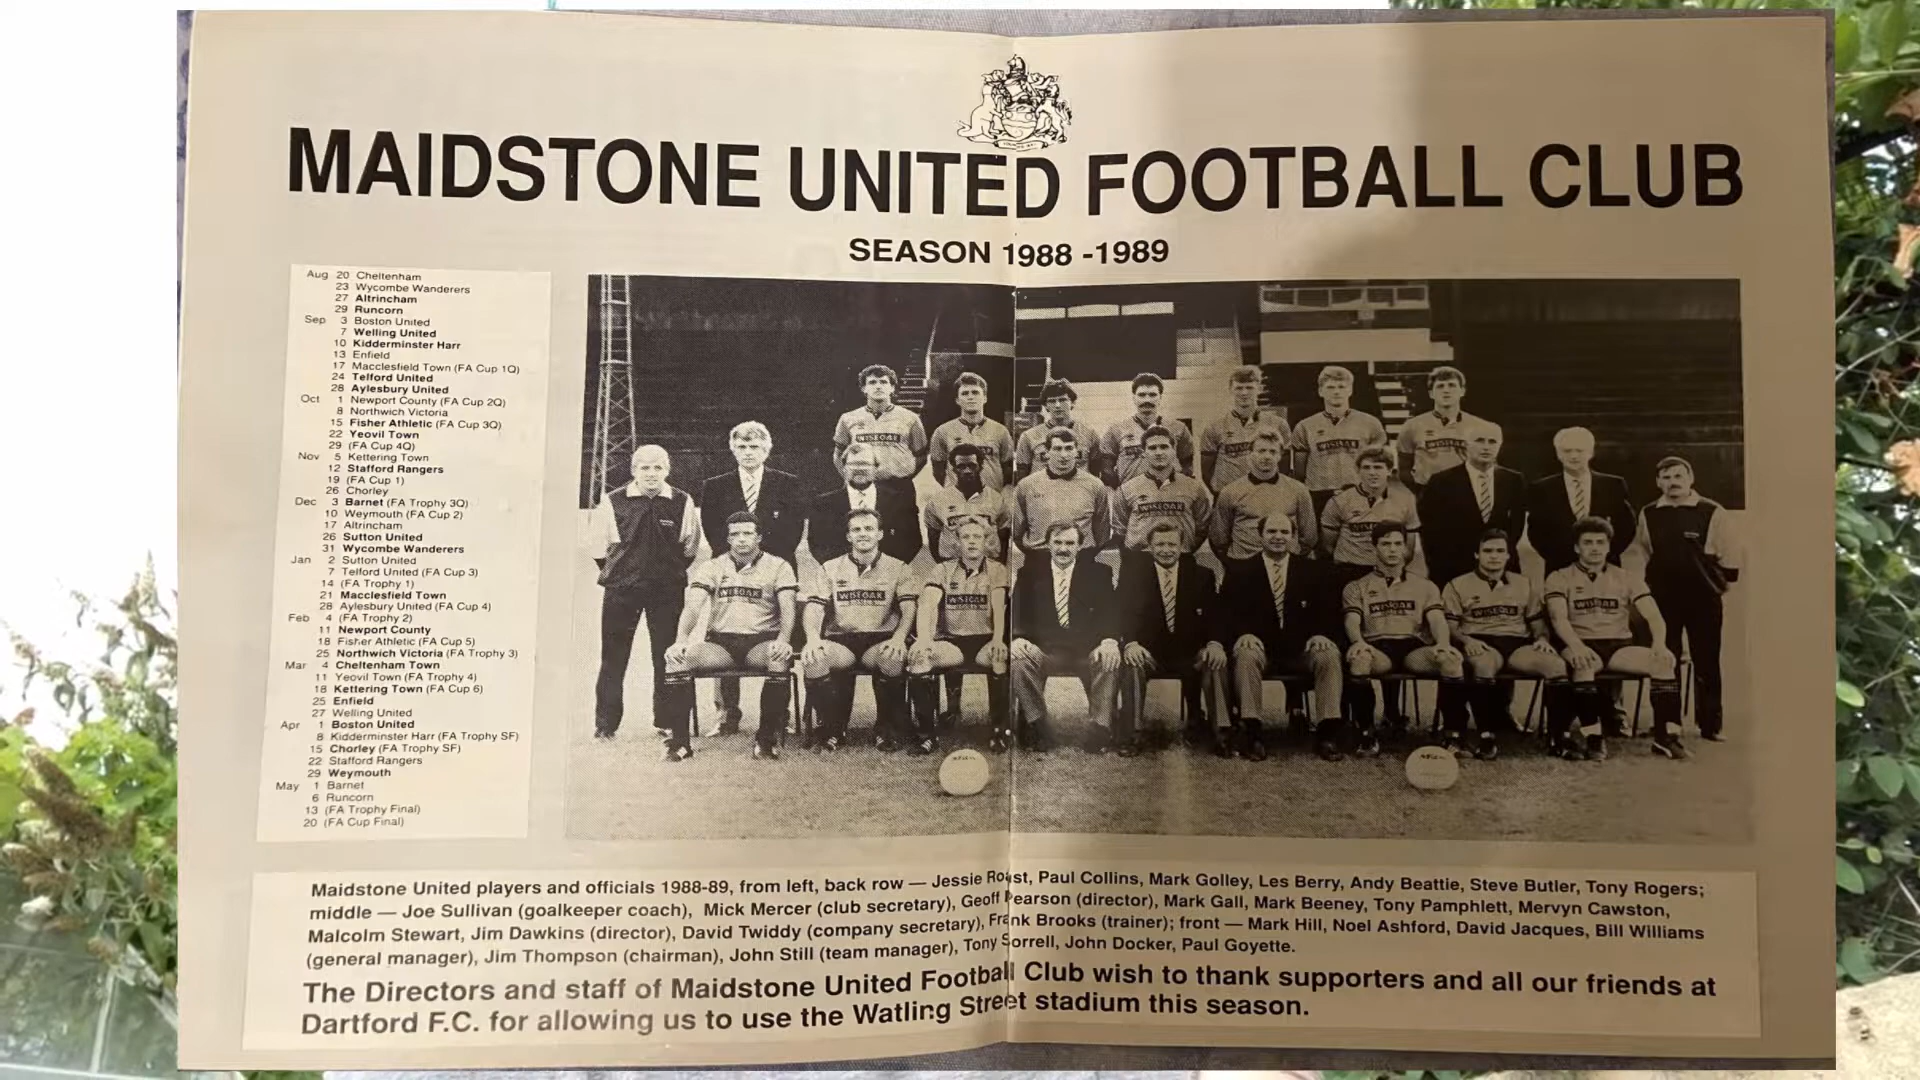 MAIDSTONE UNITED FOOTBALL CLUB
SEASON 1988 -1989
Aug 20 Cheltenham
23 Wycombe Wanderers
27 Altrincham
29 Runcorn
Sep 3 Boston United
7 Welling United
10 Kidderminster Harr
13 Enfield
17 Macclesfield Town (FA Cup 1Q)
24 Telford United
28 Aylesbury United
Oct 1 Newport County (FA Cup 2Q)
8 Northwich Victoria
15 Fisher Athletic (FA Cup 3Q)
22 Yeovil Town
29 (FA Cup 4Q)
Nov 5 Kettering Town
12 Stafford Rangers
19 (FA Cup 1)
26 Chorley
Dec 3 Barnet (FA Trophy 3Q)
10 Weymouth (FA Cup 2)
17 Altrincham
26 Sutton United
31 Wycombe Wanderers
Jan 2 Sutton United
7 Telford United (FA Cup 3)
14 (FA Trophy 1)
21 Macclesfield Town
28 Aylesbury United (FA Cup 4)
Feb 4 (FA Trophy 2)
11 Newport County
18 Fisher Athletic (FA Cup 5)
25 Northwich Victoria (FA Trophy 3)
Mar 4 Cheltenham Town
11 Yeovil Town (FA Trophy 4)
18 Kettering Town (FA Cup 6)
25 Enfield
27 Welling United
Apr 1 Boston United
8 Kidderminster Harr (FA Trophy SF)
15 Chorley (FA Trophy SF)
22 Stafford Rangers
29 Weymouth
May 1 Barnet
6 Runcorn
13 (FA Trophy Final)
20 (FA Cup Final)
WISEOAK
WISEOAK
WISEOAK
WISEOAK
WISEOAK
WISEOAK
WISEOAK
WISEOAK
WISEOAK
Maidstone United players and officials 1988-89, from left, back row — Jessie Roast, Paul Collins, Mark Golley, Les Berry, Andy Beattie, Steve Butler, Tony Rogers;
middle — Joe Sullivan (goalkeeper coach), Mick Mercer (club secretary), Geoff Pearson (director), Mark Gall, Mark Beeney, Tony Pamphlett, Mervyn Cawston,
Malcolm Stewart, Jim Dawkins (director), David Twiddy (company secretary), Frank Brooks (trainer); front — Mark Hill, Noel Ashford, David Jacques, Bill Williams
(general manager), Jim Thompson (chairman), John Still (team manager), Tony Sorrell, John Docker, Paul Goyette.
The Directors and staff of Maidstone United Football Club wish to thank supporters and all our friends at
Dartford F.C. for allowing us to use the Watling Street stadium this season.